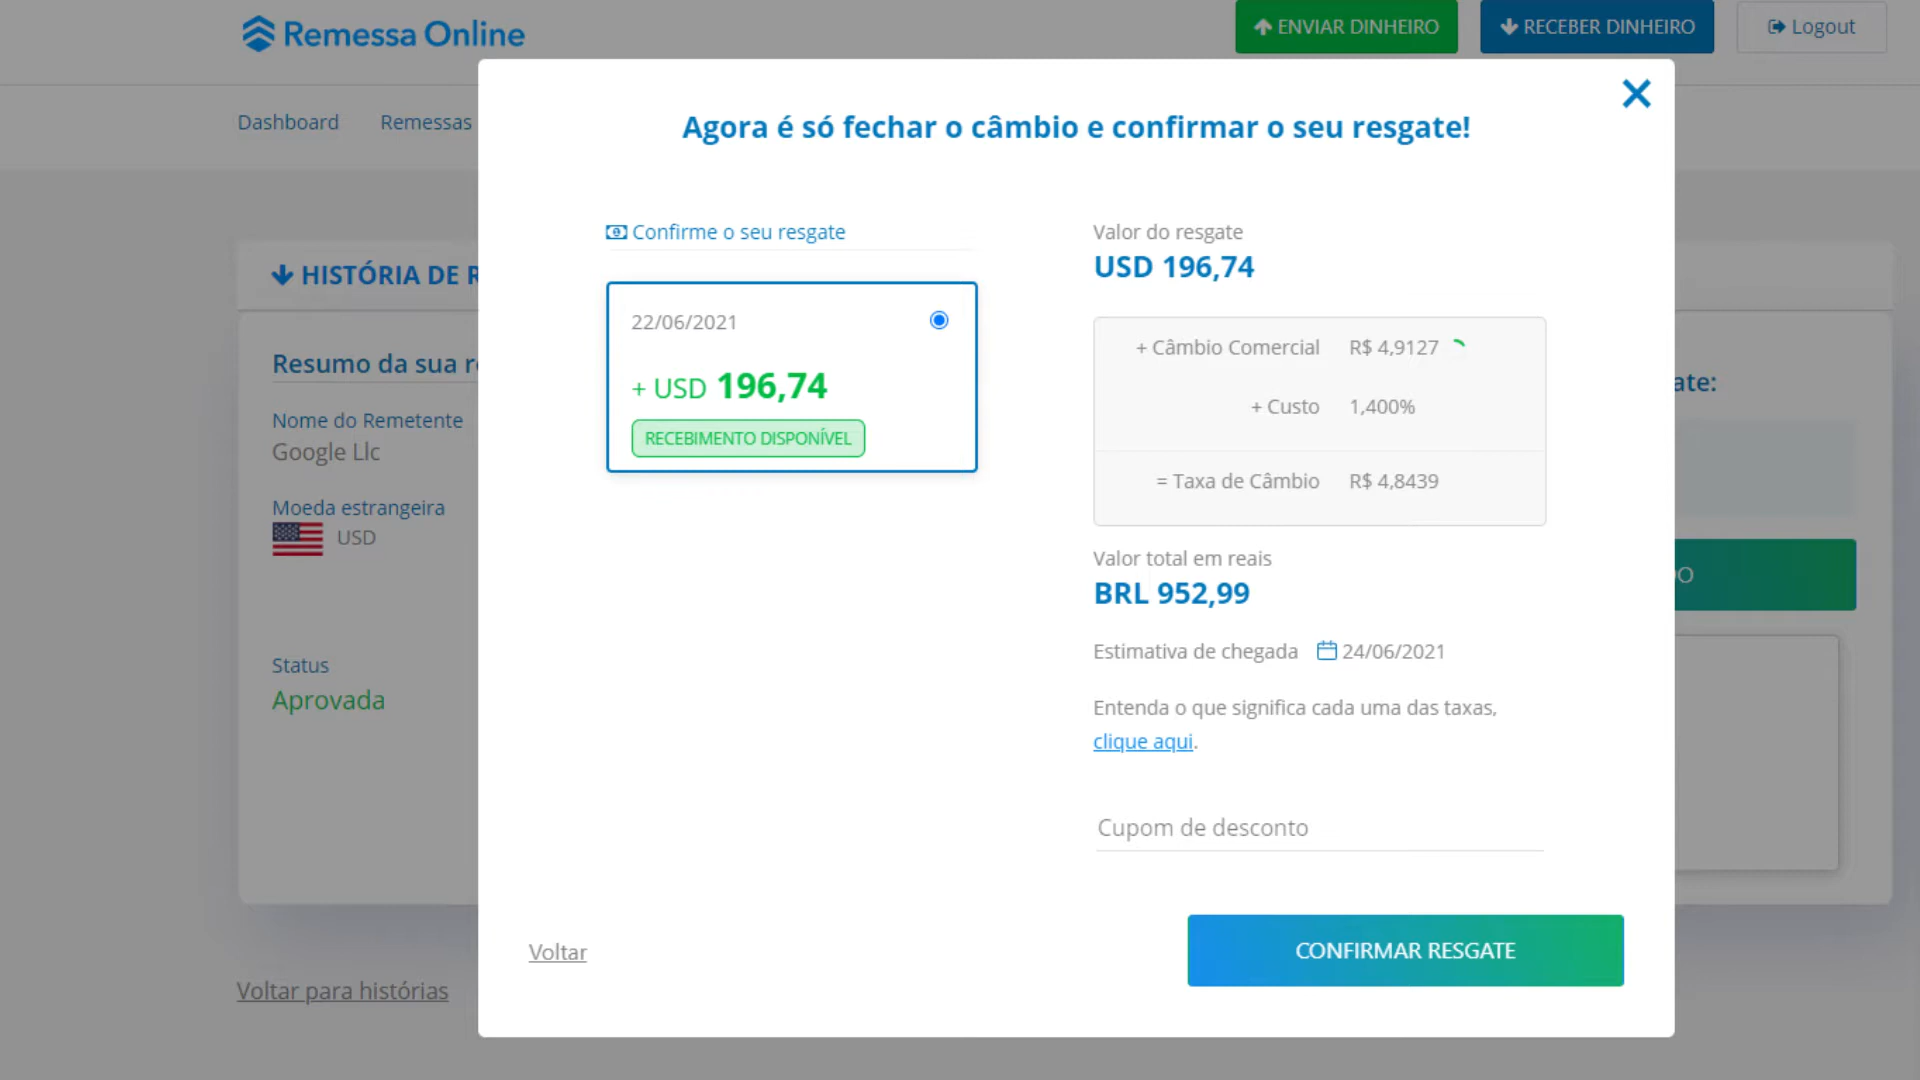 Remessa Online
ENVIAR DINHEIRO
RECEBER DINHEIRO
Logout
Dashboard
Remessas
Agora é só fechar o câmbio e confirmar o seu resgate!
Confirme o seu resgate
22/06/2021
+ USD 196,74
RECEBIMENTO DISPONÍVEL
Valor do resgate
USD 196,74
+ Câmbio Comercial R$ 4,9127
+ Custo 1,400%
= Taxa de Câmbio R$ 4,8439
Valor total em reais
BRL 952,99
Estimativa de chegada 24/06/2021
Entenda o que significa cada uma das taxas,
clique aqui.
Cupom de desconto
Voltar
CONFIRMAR RESGATE
HISTÓRIA DE
Resumo da sua
Nome do Remetente
Google Llc
Moeda estrangeira
USD
Status
Aprovada
Voltar para histórias